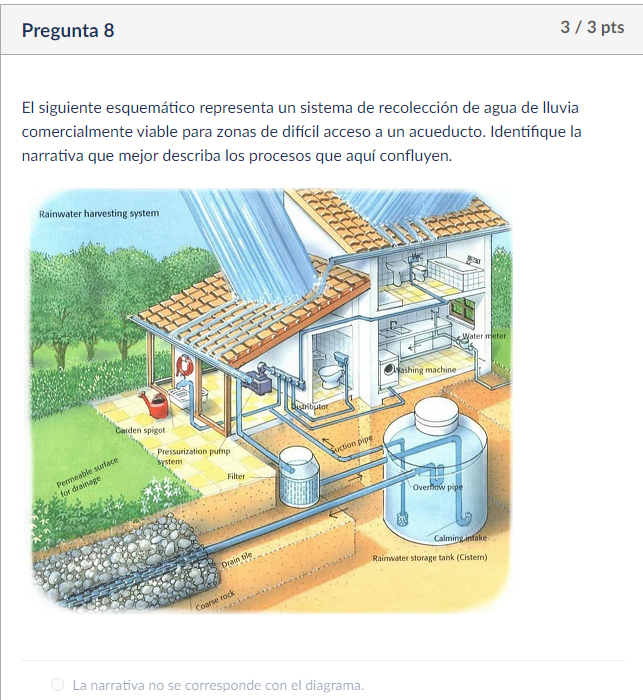 Pregunta 8
3 / 3 pts
El siguiente esquemático representa un sistema de recolección de agua de lluvia
comercialmente viable para zonas de difícil acceso a un acueducto. Identifique la
narrativa que mejor describa los procesos que aquí confluyen.
Rainwater harvesting system
WC
Water meter
Washing machine
Distributor
Garden spigot
Suction pipe
Pressurization pump
system
Permeable surface
for drainage
Filter
Overflow pipe
Calming intake
Drain tile
Rainwater storage tank (Cistern)
Coarse rock
La narrativa no se corresponde con el diagrama.